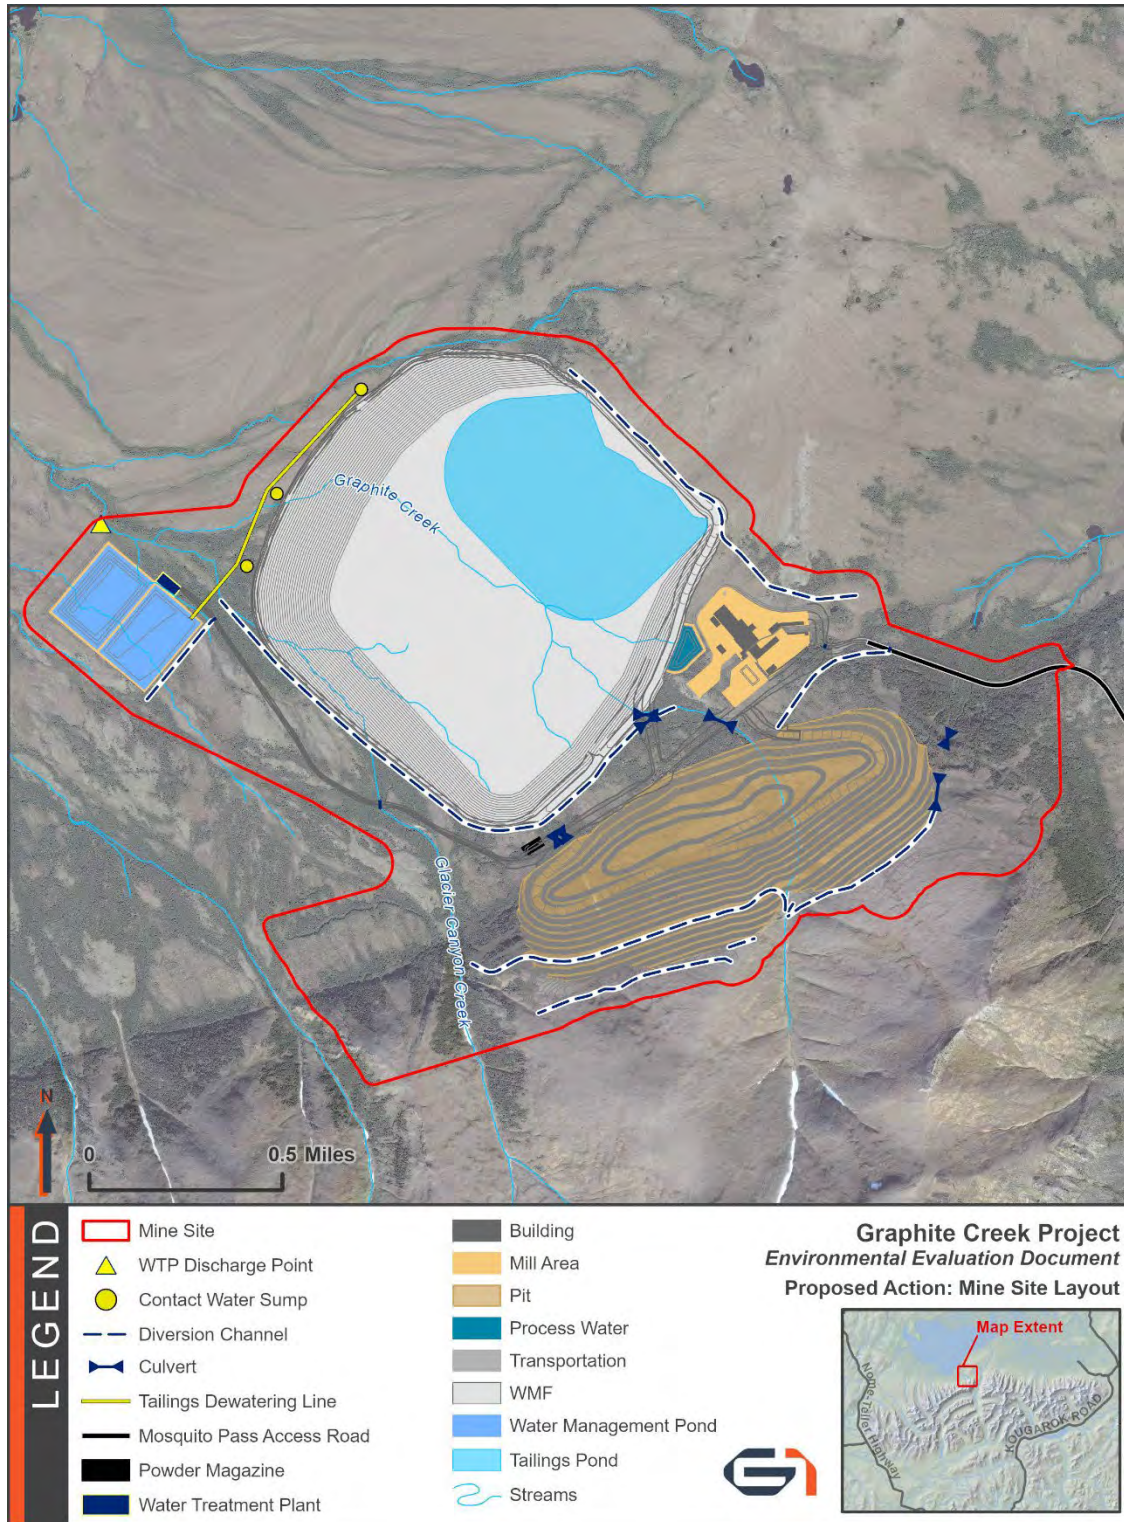 Graphite Creek
Glacier Canyon Creek
N
0
0.5 Miles
LEGEND
Mine Site
WTP Discharge Point
Contact Water Sump
Diversion Channel
Culvert
Tailings Dewatering Line
Mosquito Pass Access Road
Powder Magazine
Water Treatment Plant
Building
Mill Area
Pit
Process Water
Transportation
WMF
Water Management Pond
Tailings Pond
Streams
Graphite Creek Project
Environmental Evaluation Document
Proposed Action: Mine Site Layout
Map Extent
Nome-Teller Highway
KOUGAROK ROAD
G1